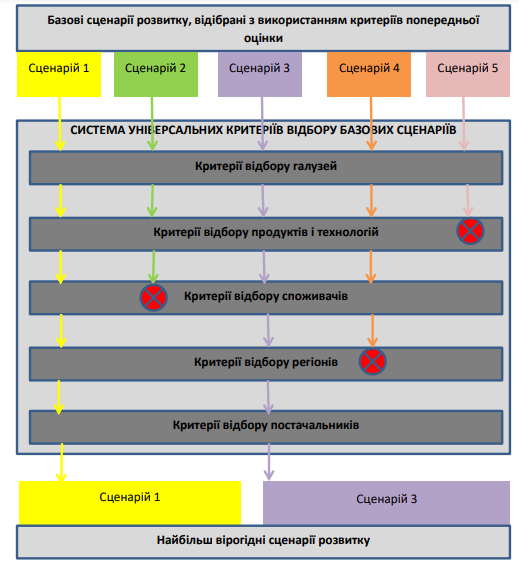 Базові сценарії розвитку, відібрані з використанням критеріїв попередньої
оцінки
Сценарій 1
Сценарій 2
Сценарій 3
Сценарій 4
Сценарій 5
СИСТЕМА УНІВЕРСАЛЬНИХ КРИТЕРІЇВ ВІДБОРУ БАЗОВИХ СЦЕНАРІЇВ
Критерії відбору галузей
Критерії відбору продуктів і технологій
Критерії відбору споживачів
Критерії відбору регіонів
Критерії відбору постачальників
Сценарій 1
Сценарій 3
Найбільш вірогідні сценарії розвитку